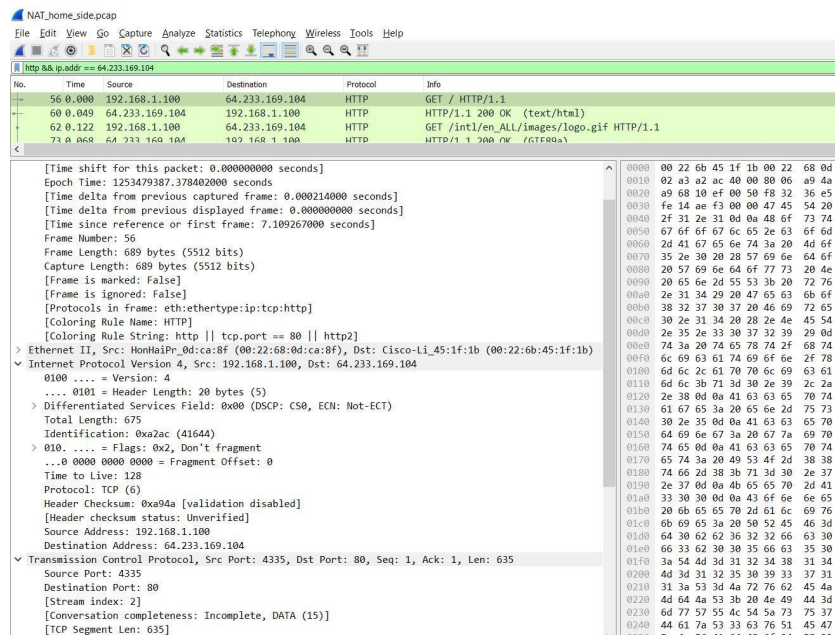 NAT_home_side.pcap
File Edit View Go Capture Analyze Statistics Telephony Wireless Tools Help
http && ip.addr == 64.233.169.104
No. Time Source Destination Protocol Info
56 0.000 192.168.1.100 64.233.169.104 HTTP GET / HTTP/1.1
60 0.049 64.233.169.104 192.168.1.100 HTTP HTTP/1.1 200 OK (text/html)
62 0.122 192.168.1.100 64.233.169.104 HTTP GET /intl/en_ALL/images/logo.gif HTTP/1.1
73 0.068 64.233.169.104 192.168.1.100 HTTP HTTP/1.1 200 OK (GIF89a)
[Time shift for this packet: 0.000000000 seconds]
Epoch Time: 1253479387.378402000 seconds
[Time delta from previous captured frame: 0.000214000 seconds]
[Time delta from previous displayed frame: 0.000000000 seconds]
[Time since reference or first frame: 7.109267000 seconds]
Frame Number: 56
Frame Length: 689 bytes (5512 bits)
Capture Length: 689 bytes (5512 bits)
[Frame is marked: False]
[Frame is ignored: False]
[Protocols in frame: eth:ethertype:ip:tcp:http]
[Coloring Rule Name: HTTP]
[Coloring Rule String: http || tcp.port == 80 || http2]
Ethernet II, Src: HonHaiPr_0d:ca:8f (00:22:68:0d:ca:8f), Dst: Cisco-Li_45:1f:1b (00:22:6b:45:1f:1b)
Internet Protocol Version 4, Src: 192.168.1.100, Dst: 64.233.169.104
0100 .... = Version: 4
.... 0101 = Header Length: 20 bytes (5)
Differentiated Services Field: 0x00 (DSCP: CS0, ECN: Not-ECT)
Total Length: 675
Identification: 0xa2ac (41644)
010. .... = Flags: 0x2, Don't fragment
...0 0000 0000 0000 = Fragment Offset: 0
Time to Live: 128
Protocol: TCP (6)
Header Checksum: 0xa94a [validation disabled]
[Header checksum status: Unverified]
Source Address: 192.168.1.100
Destination Address: 64.233.169.104
Transmission Control Protocol, Src Port: 4335, Dst Port: 80, Seq: 1, Ack: 1, Len: 635
Source Port: 4335
Destination Port: 80
[Stream index: 2]
[Conversation completeness: Incomplete, DATA (15)]
[TCP Segment Len: 635]
0000 00 22 6b 45 1f 1b 00 22 68 0d
0010 02 a3 a2 ac 40 00 80 06 a9 4a
0020 a9 68 10 ef 00 50 f8 32 36 e5
0030 fe 14 ae f3 00 00 47 45 54 20
0040 2f 31 2e 31 0d 0a 48 6f 73 74
0050 67 6f 6f 67 6c 65 2e 63 6f 6d
0060 2d 41 67 65 6e 74 3a 20 4d 6f
0070 35 2e 30 20 28 57 69 6e 64 6f
0080 20 57 69 6e 64 6f 77 73 20 4e
0090 20 65 6e 2d 55 53 3b 20 72 76
00a0 2e 31 34 29 20 47 65 63 6b 6f
00b0 38 32 37 30 37 20 46 69 72 65
00c0 30 2e 31 34 20 28 2e 4e 45 54
00d0 2e 35 2e 33 30 37 32 39 29 0d
00e0 74 3a 20 74 65 78 74 2f 68 74
00f0 6c 69 63 61 74 69 6f 6e 2f 78
0100 6d 6c 2c 61 70 70 6c 69 63 61
0110 6d 6c 3b 71 3d 30 2e 39 2c 2a
0120 2e 38 0d 0a 41 63 63 65 70 74
0130 61 67 65 3a 20 65 6e 2d 75 73
0140 30 2e 35 0d 0a 41 63 63 65 70
0150 64 69 6e 67 3a 20 67 7a 69 70
0160 74 65 0d 0a 41 63 63 65 70 74
0170 65 74 3a 20 49 53 4f 2d 38 38
0180 74 66 2d 38 3b 71 3d 30 2e 37
0190 2e 37 0d 0a 4b 65 65 70 2d 41
01a0 33 30 30 0d 0a 43 6f 6e 6e 65
01b0 20 6b 65 65 70 2d 61 6c 69 76
01c0 6b 69 65 3a 20 50 52 45 46 3d
01d0 64 30 62 62 36 32 32 66 63 30
01e0 66 33 62 30 30 35 66 63 35 30
01f0 3a 54 4d 3d 31 32 34 38 31 34
0200 4d 3d 31 32 35 30 39 33 37 31
0210 31 3a 53 3d 4a 72 76 62 45 4a
0220 4d 64 4a 53 3b 20 4e 49 44 3d
0230 6d 77 57 55 4c 54 5a 73 75 37
0240 44 61 7a 53 33 63 76 51 45 47